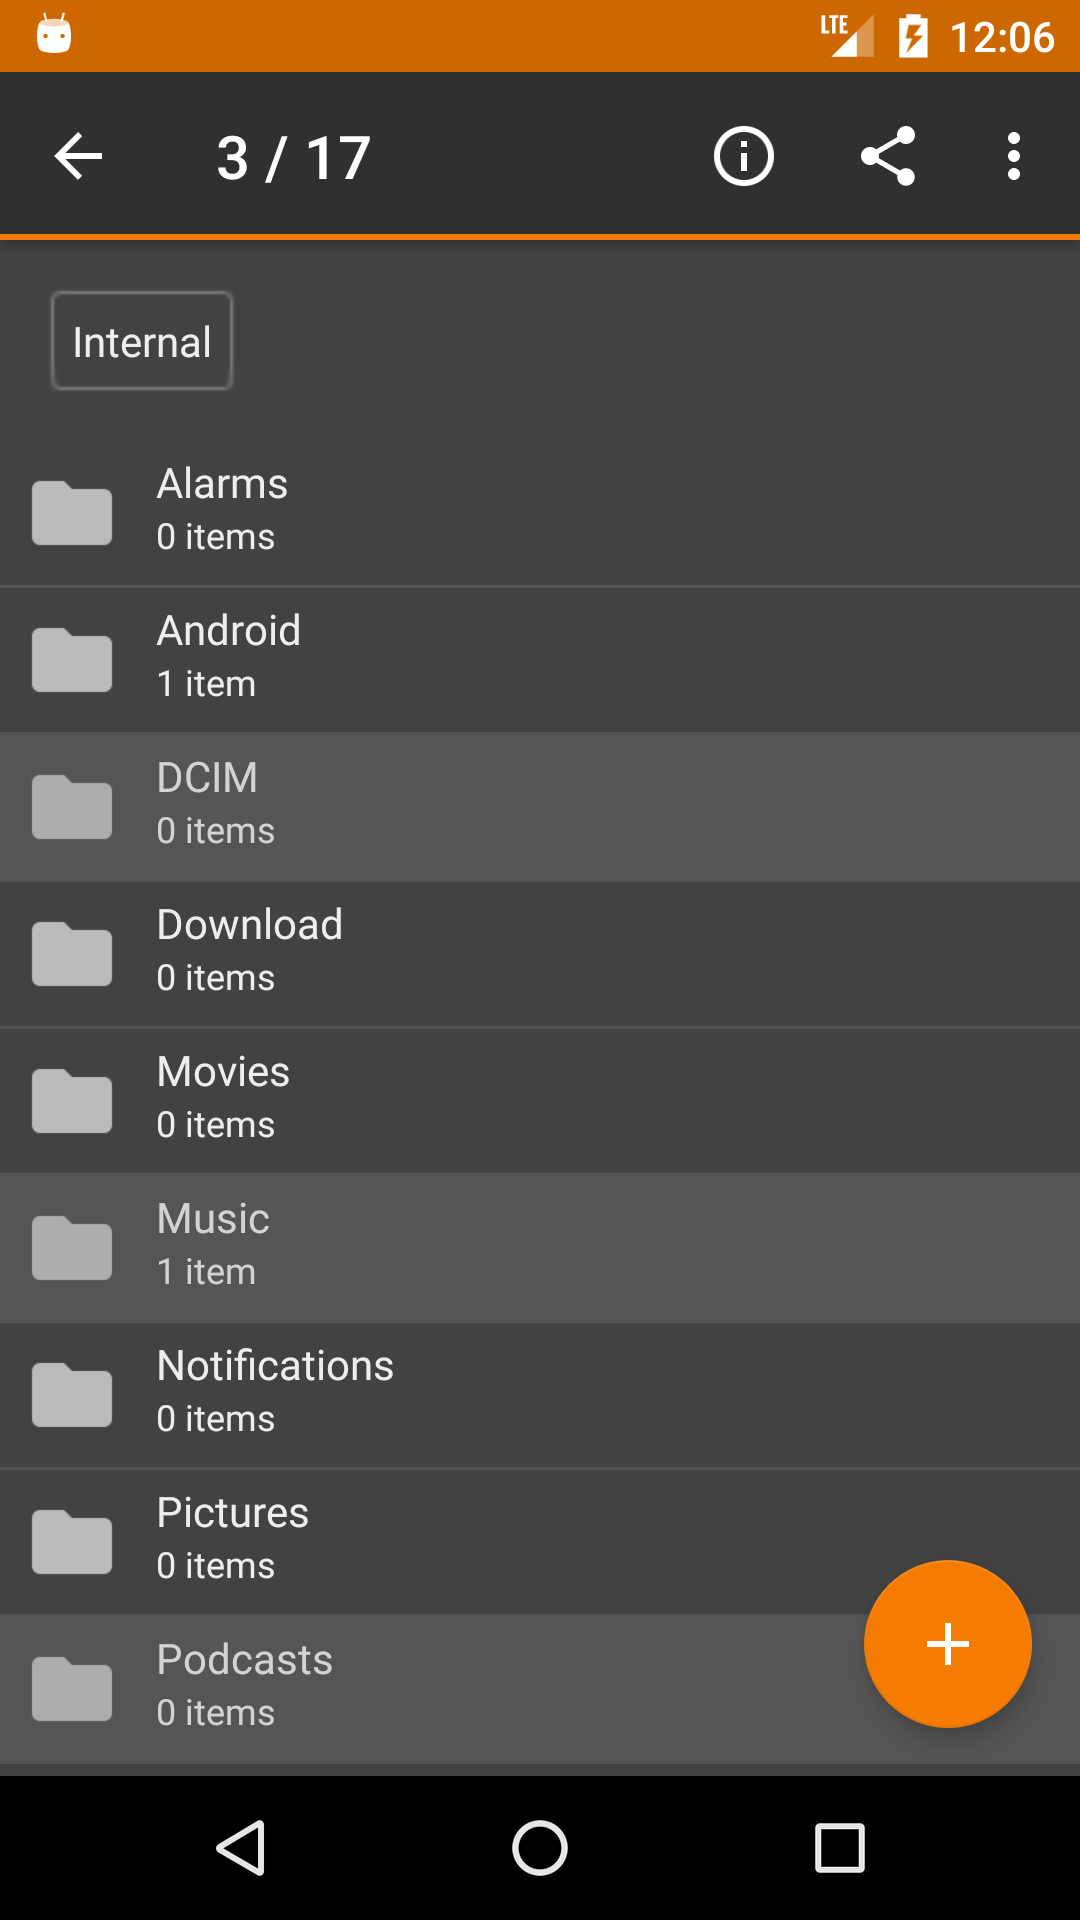 LTE 12:06
3 / 17
Internal
Alarms
0 items
Android
1 item
DCIM
0 items
Download
0 items
Movies
0 items
Music
1 item
Notifications
0 items
Pictures
0 items
Podcasts
0 items